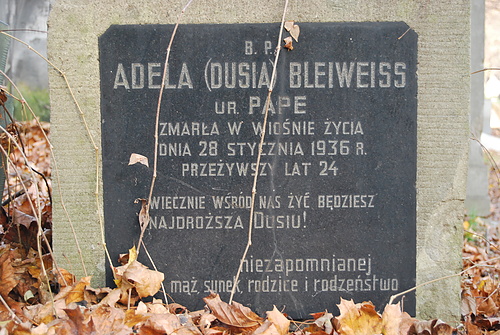 B. P.
ADELA (DUSIA) BLEIWEISS
UR. PAPE
ZMARŁA W WIOŚNIE ŻYCIA
DNIA 28 STYCZNIA 1936 R.
PRZEŻYWSZY LAT 24
WIECZNIE WŚRÓD NAS ŻYĆ BĘDZIESZ
NAJDROŻSZA DUSIU!
niezapomnianej
mąż, synek, rodzice i rodzeństwo